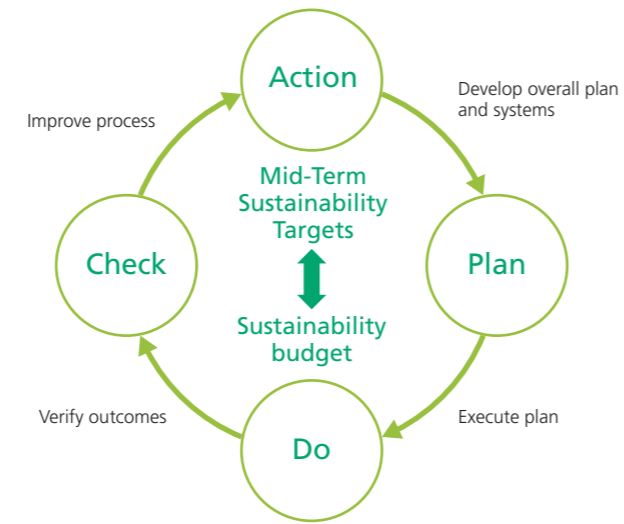 Action
Develop overall plan
and systems
Improve process
Mid-Term
Sustainability
Targets
Check
Plan
Sustainability
budget
Verify outcomes
Execute plan
Do